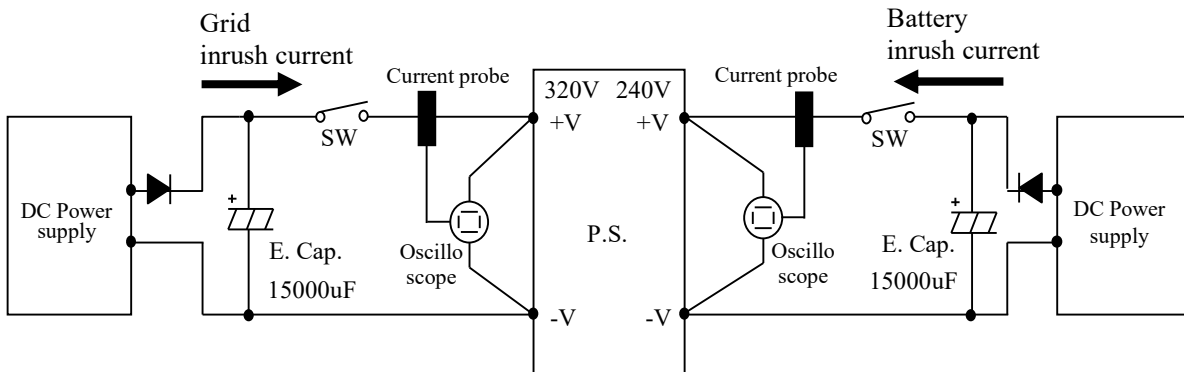 Grid
inrush current
Battery
inrush current
Current probe
320V 240V
Current probe
+V +V
SW
SW
DC Power
supply
+
E. Cap.
15000uF
Oscillo
scope
P.S.
Oscillo
scope
+
E. Cap.
15000uF
DC Power
supply
-V -V